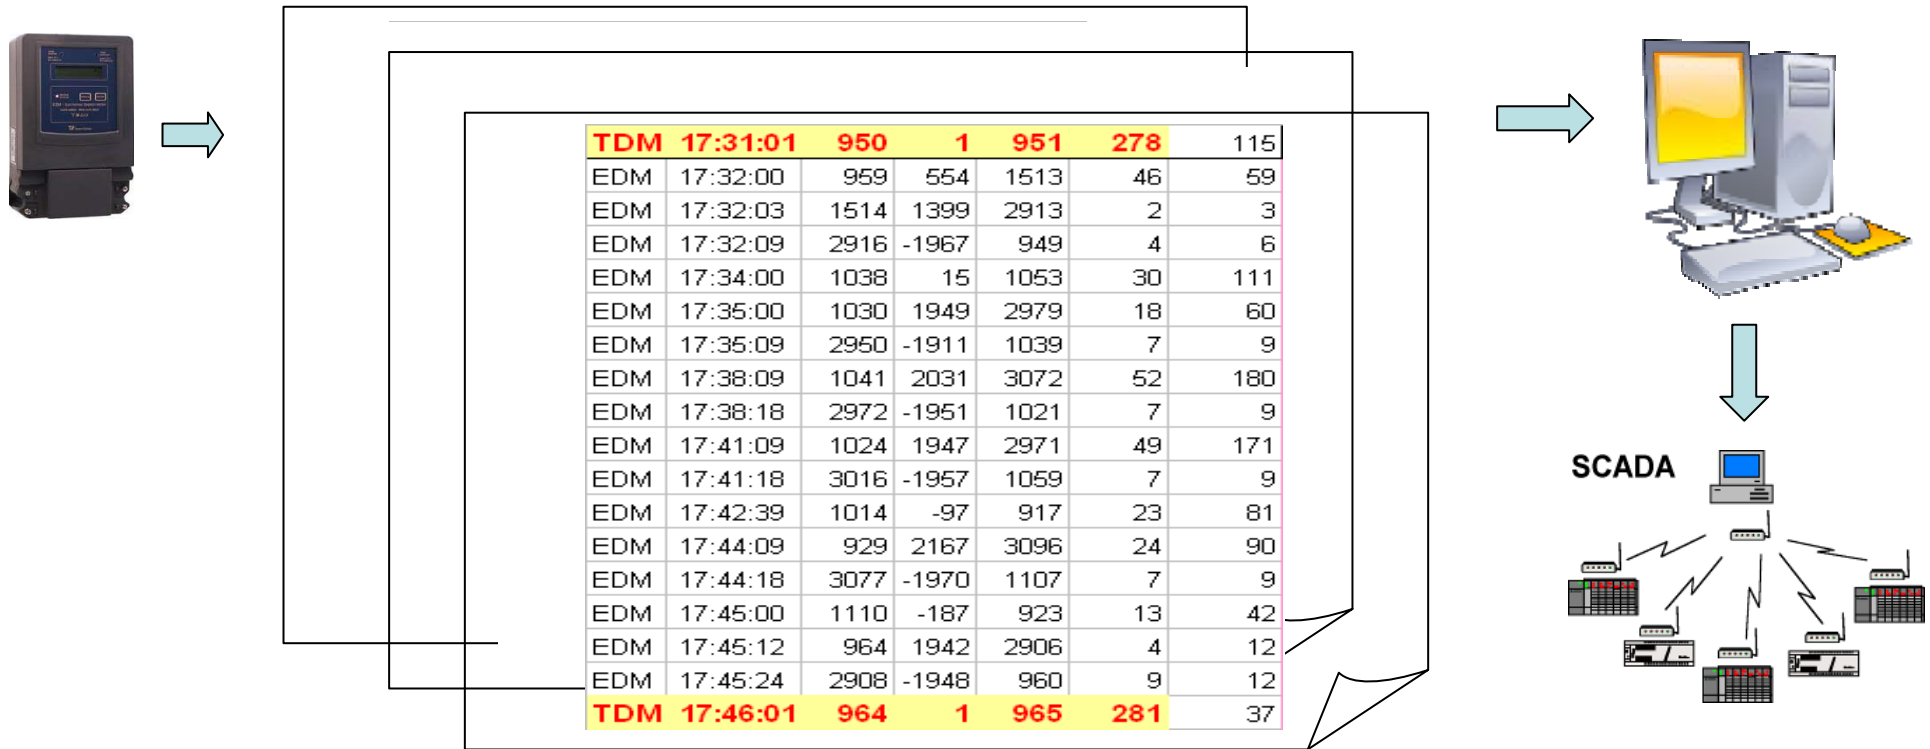 TDM 17:31:01 950 1 951 278 115
EDM 17:32:00 959 554 1513 46 59
EDM 17:32:03 1514 1399 2913 2 3
EDM 17:32:09 2916 -1967 949 4 6
EDM 17:34:00 1038 15 1053 30 111
EDM 17:35:00 1030 1949 2979 18 60
EDM 17:35:09 2950 -1911 1039 7 9
EDM 17:38:09 1041 2031 3072 52 180
EDM 17:38:18 2972 -1951 1021 7 9
EDM 17:41:09 1024 1947 2971 49 171
EDM 17:41:18 3016 -1957 1059 7 9
EDM 17:42:39 1014 -97 917 23 81
EDM 17:44:09 929 2167 3096 24 90
EDM 17:44:18 3077 -1970 1107 7 9
EDM 17:45:00 1110 -187 923 13 42
EDM 17:45:12 964 1942 2906 4 12
EDM 17:45:24 2908 -1948 960 9 12
TDM 17:46:01 964 1 965 281 37
SCADA